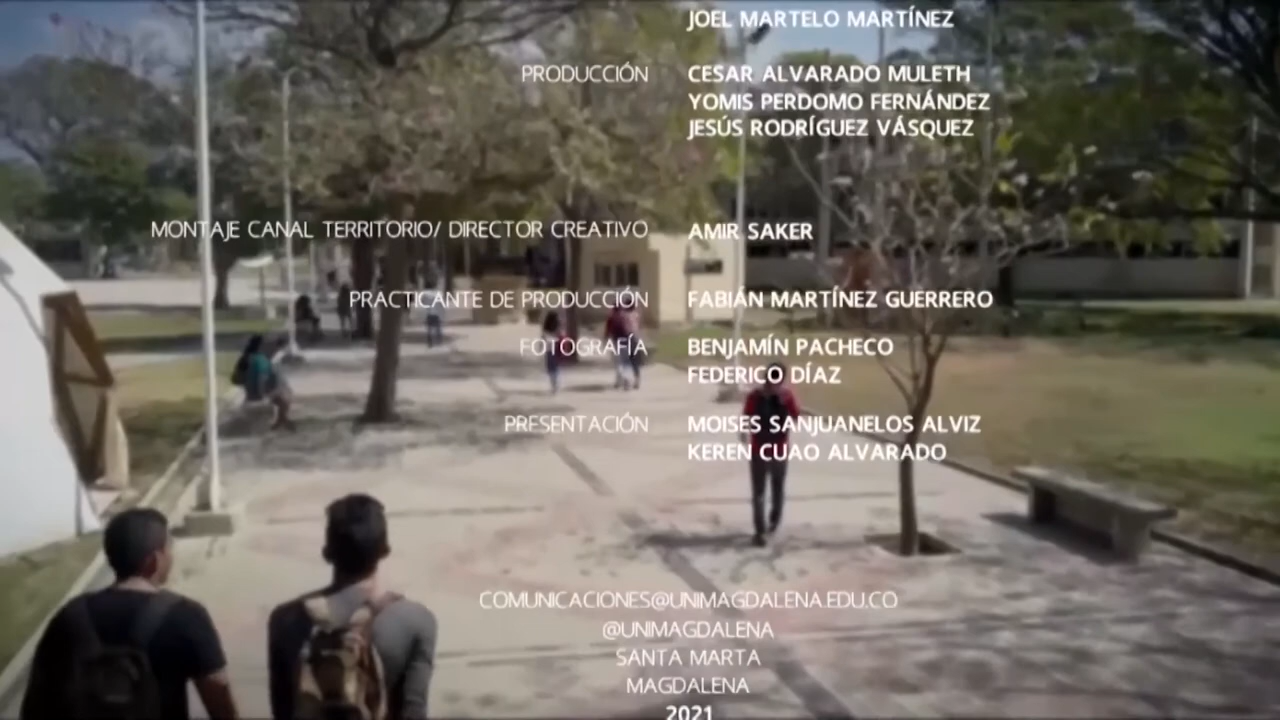 JOEL MARTELO MARTÍNEZ
PRODUCCIÓN CESAR ALVARADO MULETH
YOMIS PERDOMO FERNÁNDEZ
JESÚS RODRÍGUEZ VÁSQUEZ
MONTAJE CANAL TERRITORIO/ DIRECTOR CREATIVO AMIR SAKER
PRACTICANTE DE PRODUCCIÓN FABIÁN MARTÍNEZ GUERRERO
FOTOGRAFÍA BENJAMÍN PACHECO
FEDERICO DÍAZ
PRESENTACIÓN MOISES SANJUANELOS ALVIZ
KEREN CUAO ALVARADO
COMUNICACIONES@UNIMAGDALENA.EDU.CO
@UNIMAGDALENA
SANTA MARTA
MAGDALENA
2021